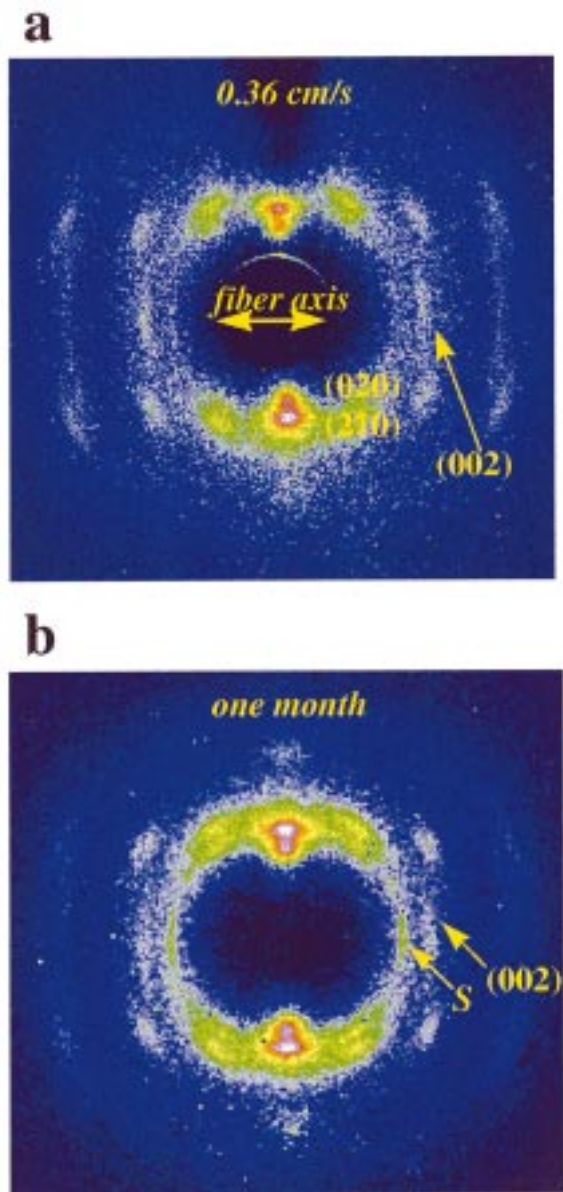 a
0.36 cm/s
fiber axis
(020)
(210)
(002)
b
one month
(002)
S